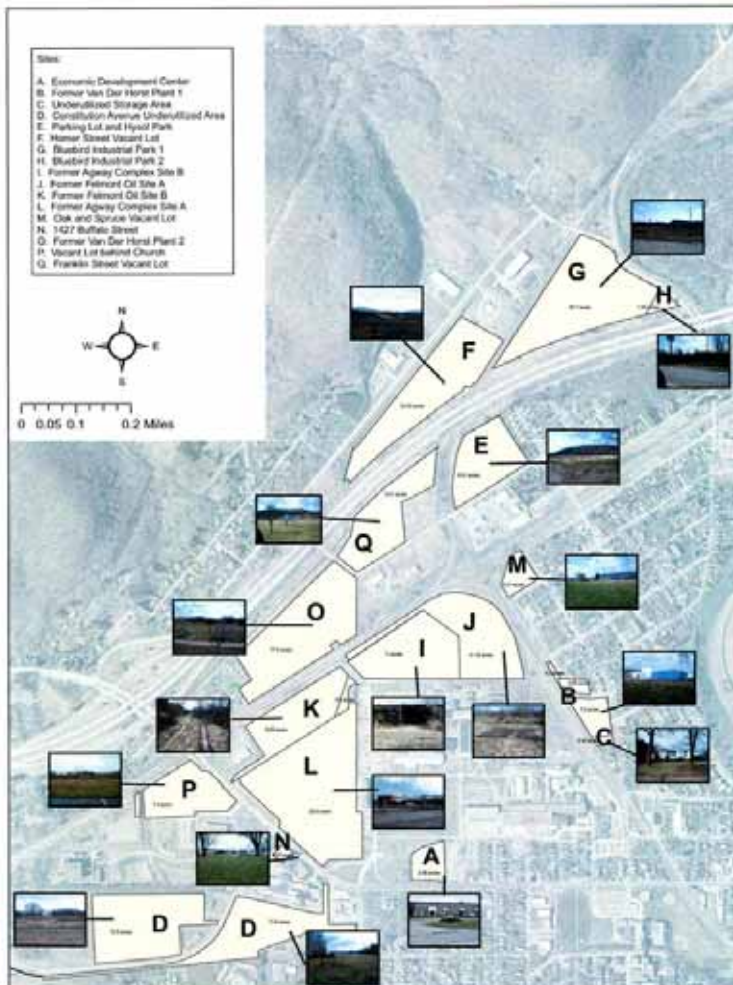 Sites:
A. Economic Development Center
B. Former Van Der Horst Plant 1
C. Underutilized Storage Area
D. Constitution Avenue Underutilized Area
E. Parking Lot and Hysol Park
F. Homer Street Vacant Lot
G. Bluebird Industrial Park 1
H. Bluebird Industrial Park 2
I. Former Agway Complex Site B
J. Former Felmont Oil Site A
K. Former Felmont Oil Site B
L. Former Agway Complex Site A
M. Oak and Spruce Vacant Lot
N. 1427 Buffalo Street
O. Former Van Der Horst Plant 2
P. Vacant Lot behind Church
Q. Franklin Street Vacant Lot
N
W E
S
0 0.05 0.1 0.2 Miles
G
H
F
E
Q
M
O
J
I
B
K
C
L
P
N
A
D
D